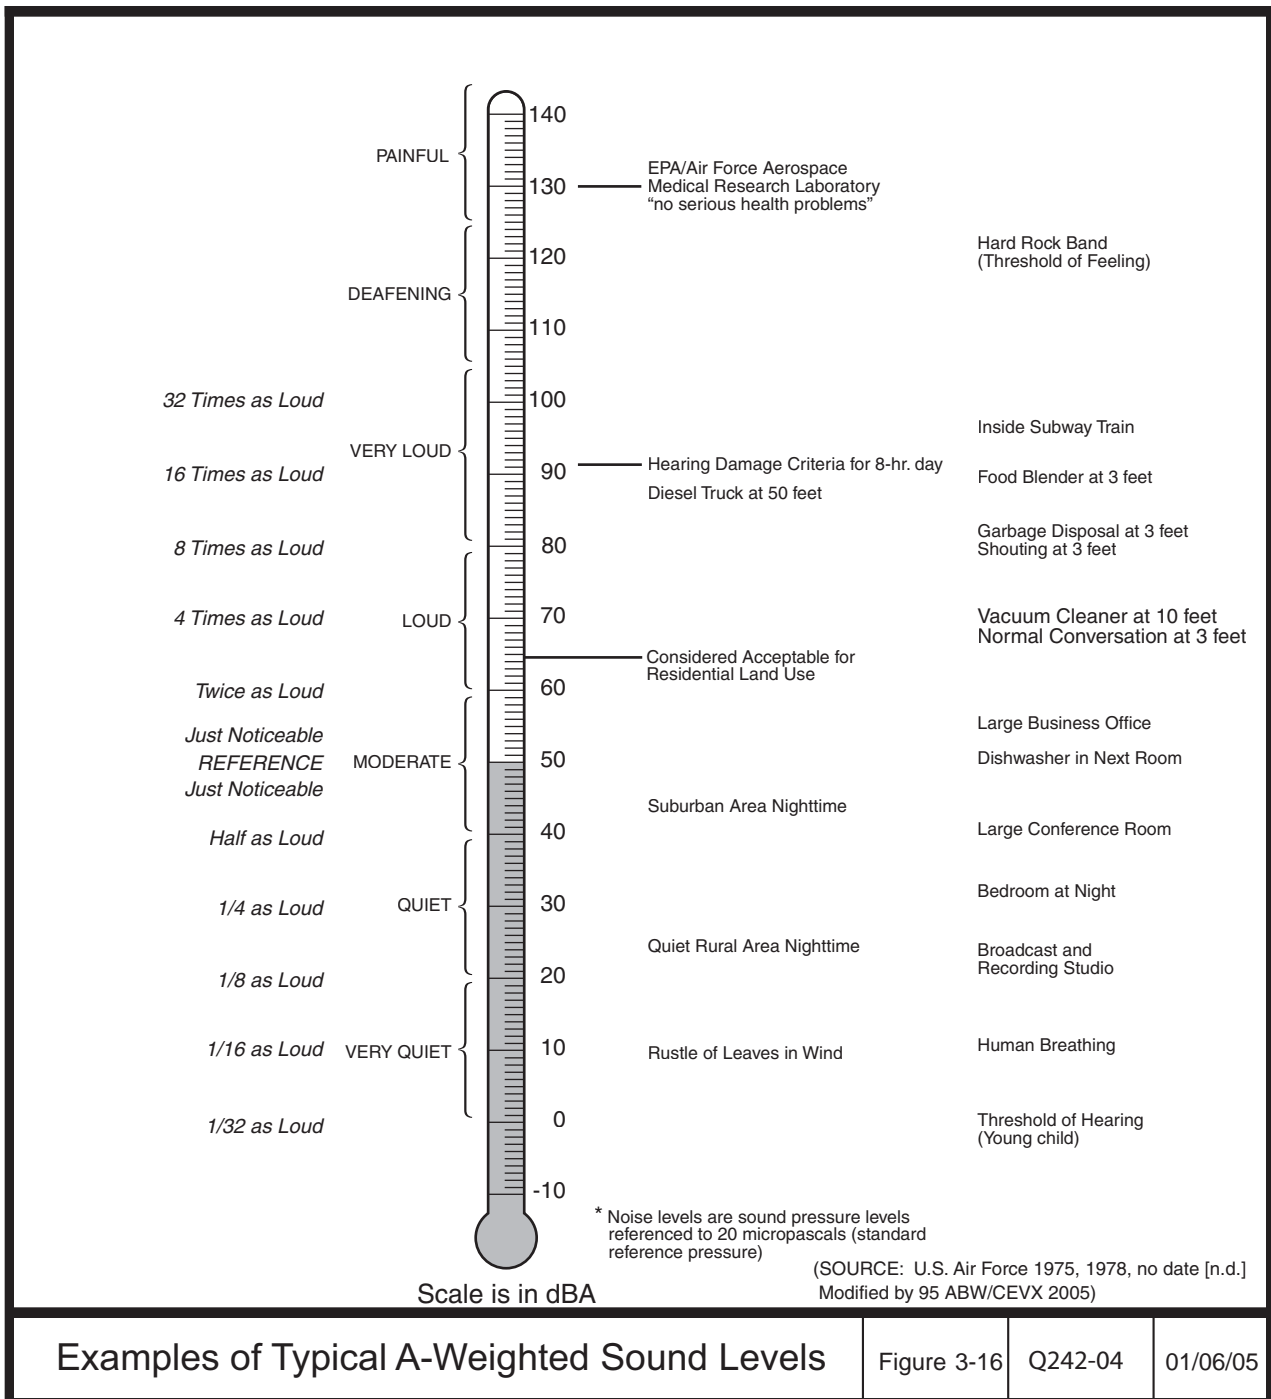 140
PAINFUL
EPA/Air Force Aerospace
130
Medical Research Laboratory
“no serious health problems”
Hard Rock Band
120
(Threshold of Feeling)
DEAFENING
110
32 Times as Loud
100
Inside Subway Train
VERY LOUD
Hearing Damage Criteria for 8-hr. day
16 Times as Loud
90
Food Blender at 3 feet
Diesel Truck at 50 feet
Garbage Disposal at 3 feet
8 Times as Loud
80
Shouting at 3 feet
4 Times as Loud
LOUD
70
Vacuum Cleaner at 10 feet
Normal Conversation at 3 feet
Considered Acceptable for
Residential Land Use
Twice as Loud
60
Large Business Office
Just Noticeable
REFERENCE
MODERATE
50
Dishwasher in Next Room
Just Noticeable
Suburban Area Nighttime
Half as Loud
40
Large Conference Room
Bedroom at Night
1/4 as Loud
QUIET
30
Quiet Rural Area Nighttime
Broadcast and
Recording Studio
1/8 as Loud
20
1/16 as Loud
VERY QUIET
10
Rustle of Leaves in Wind
Human Breathing
1/32 as Loud
0
Threshold of Hearing
(Young child)
-10
* Noise levels are sound pressure levels
referenced to 20 micropascals (standard
reference pressure)
(SOURCE: U.S. Air Force 1975, 1978, no date [n.d.]
Modified by 95 ABW/CEVX 2005)
Scale is in dBA
Examples of Typical A-Weighted Sound Levels
Figure 3-16
Q242-04
01/06/05